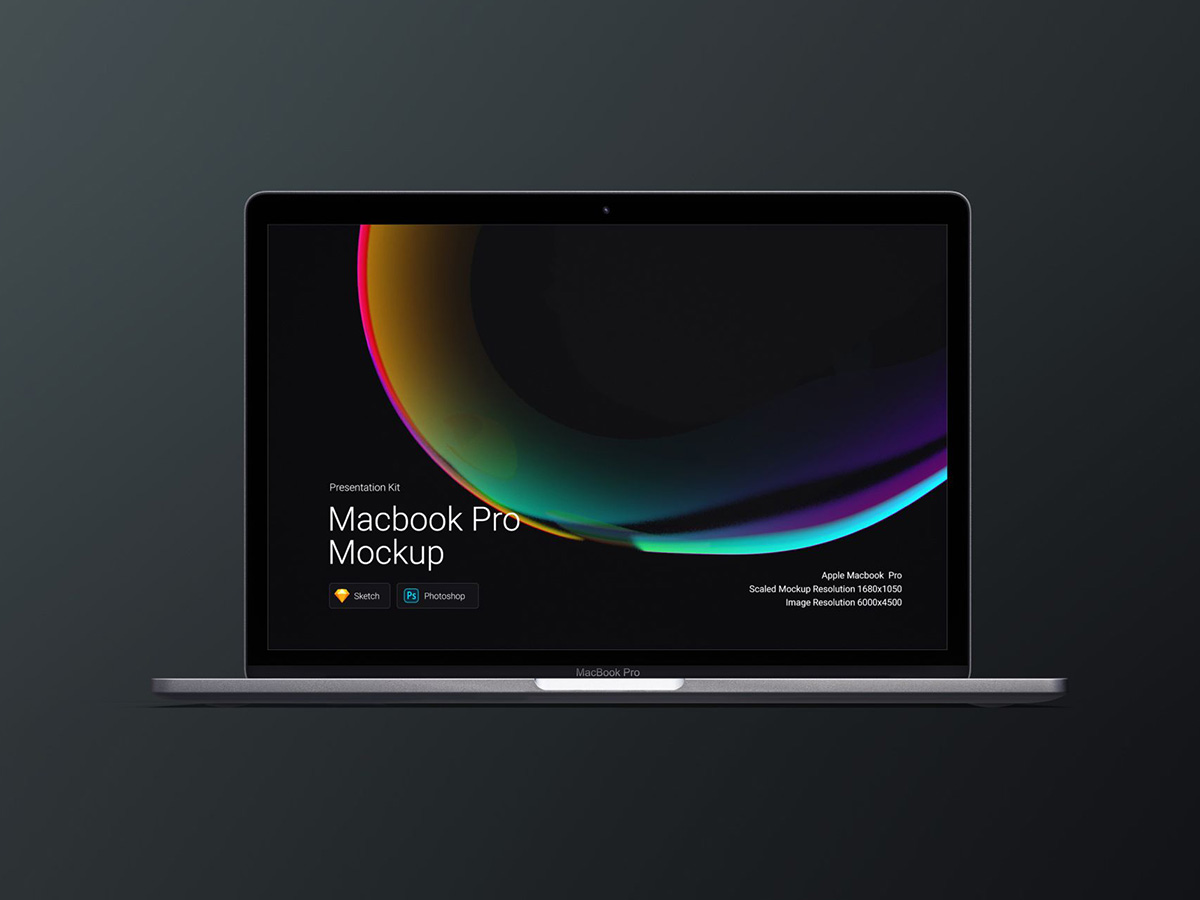 Presentation Kit
Macbook Pro
Mockup
Sketch
Ps Photoshop
Apple Macbook  Pro
Scaled Mockup Resolution 1680x1050
Image Resolution 6000x4500
MacBook Pro